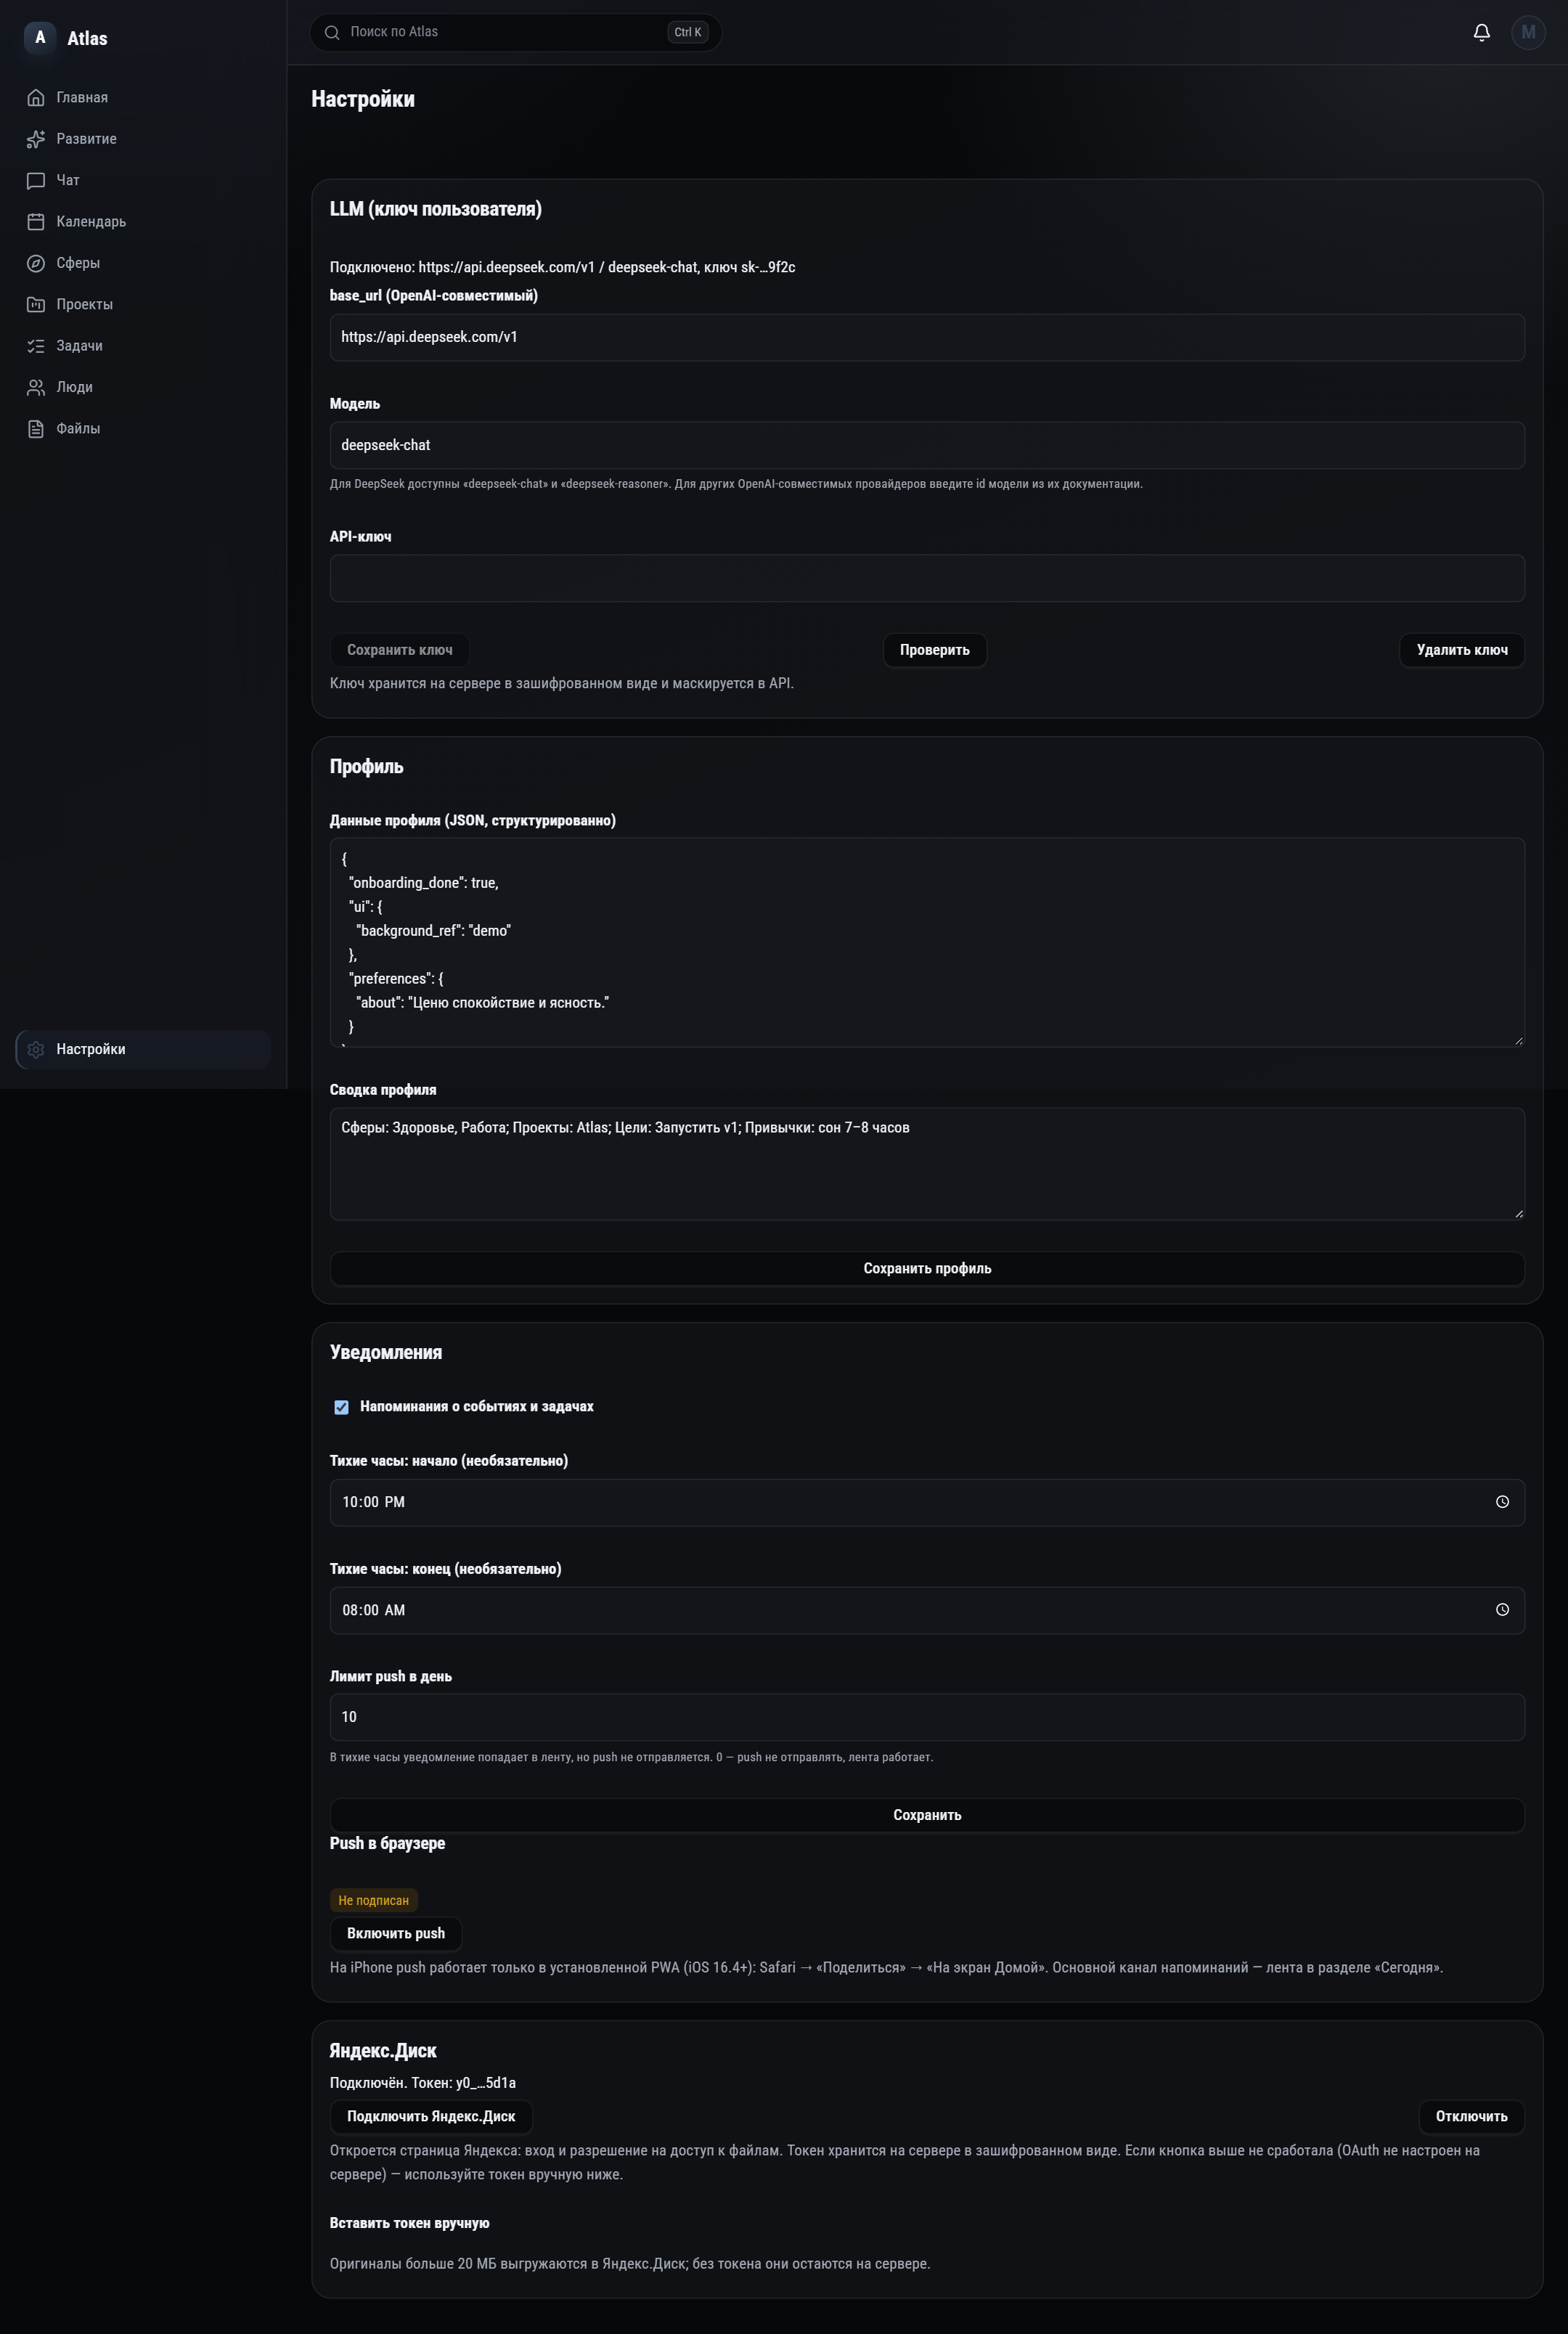 A Atlas
Поиск по Atlas Ctrl K
M
Главная
Развитие
Чат
Календарь
Сферы
Проекты
Задачи
Люди
Файлы
Настройки
Настройки
LLM (ключ пользователя)
Подключено: https://api.deepseek.com/v1 / deepseek-chat, ключ sk-…9f2c
base_url (OpenAI-совместимый)
https://api.deepseek.com/v1
Модель
deepseek-chat
Для DeepSeek доступны «deepseek-chat» и «deepseek-reasoner». Для других OpenAI-совместимых провайдеров введите id модели из их документации.
API-ключ
Сохранить ключ Проверить Удалить ключ
Ключ хранится на сервере в зашифрованном виде и маскируется в API.
Профиль
Данные профиля (JSON, структурированно)
{
"onboarding_done": true,
"ui": {
"background_ref": "demo"
},
"preferences": {
"about": "Ценю спокойствие и ясность."
}
Сводка профиля
Сферы: Здоровье, Работа; Проекты: Atlas; Цели: Запустить v1; Привычки: сон 7–8 часов
Сохранить профиль
Уведомления
Напоминания о событиях и задачах
Тихие часы: начало (необязательно)
10:00 PM
Тихие часы: конец (необязательно)
08:00 AM
Лимит push в день
10
В тихие часы уведомление попадает в ленту, но push не отправляется. 0 — push не отправлять, лента работает.
Сохранить
Push в браузере
Не подписан
Включить push
На iPhone push работает только в установленной PWA (iOS 16.4+): Safari → «Поделиться» → «На экран Домой». Основной канал напоминаний — лента в разделе «Сегодня».
Яндекс.Диск
Подключён. Токен: y0_…5d1a
Подключить Яндекс.Диск Отключить
Откроется страница Яндекса: вход и разрешение на доступ к файлам. Токен хранится на сервере в зашифрованном виде. Если кнопка выше не сработала (OAuth не настроен на
сервере) — используйте токен вручную ниже.
Вставить токен вручную
Оригиналы больше 20 МБ выгружаются в Яндекс.Диск; без токена они остаются на сервере.